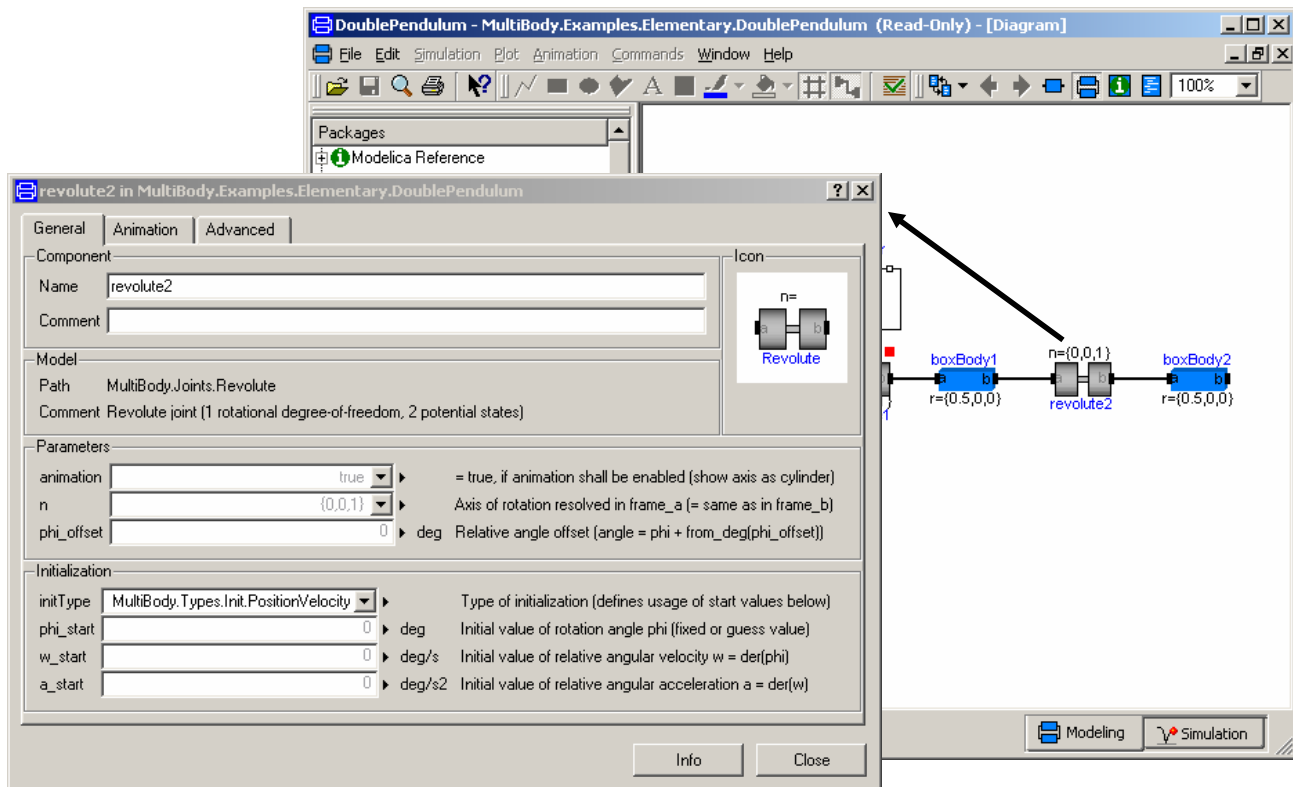 DoublePendulum - MultiBody.Examples.Elementary.DoublePendulum (Read-Only) - [Diagram]
File Edit Simulation Plot Animation Commands Window Help
A 100%
Packages
Modelica Reference
revolute2 in MultiBody.Examples.Elementary.DoublePendulum
General Animation Advanced
Component
Name revolute2
Comment
Icon
n=
a b
Revolute
Model
Path MultiBody.Joints.Revolute
Comment Revolute joint (1 rotational degree-of-freedom, 2 potential states)
Parameters
animation true = true, if animation shall be enabled (show axis as cylinder)
n {0,0,1} Axis of rotation resolved in frame_a (= same as in frame_b)
phi_offset 0 deg Relative angle offset (angle = phi + from_deg(phi_offset))
Initialization
initType MultiBody.Types.Init.PositionVelocity Type of initialization (defines usage of start values below)
phi_start 0 deg Initial value of rotation angle phi (fixed or guess value)
w_start 0 deg/s Initial value of relative angular velocity w = der(phi)
a_start 0 deg/s2 Initial value of relative angular acceleration a = der(w)
Info Close
boxBody1
a b
r={0.5,0,0}
n={0,0,1}
a b
revolute2
boxBody2
a b
r={0.5,0,0}
}
1
Modeling Simulation